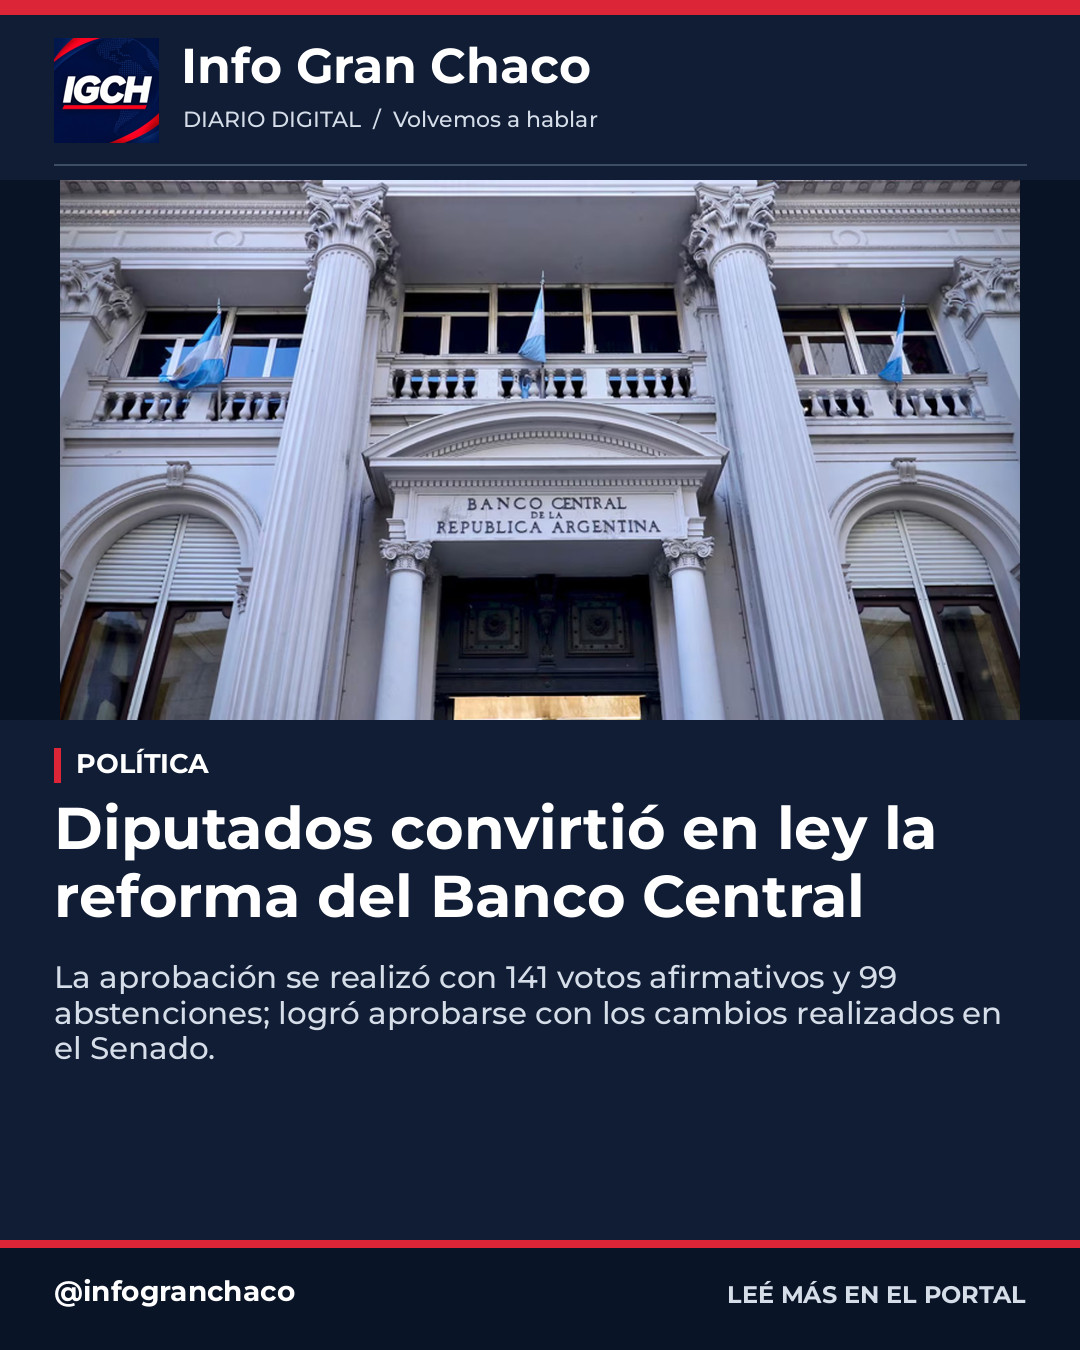 IGCH
Info Gran Chaco
DIARIO DIGITAL / Volvemos a hablar
BANCO CENTRAL
DE LA
REPUBLICA ARGENTINA
POLÍTICA
Diputados convirtió en ley la
reforma del Banco Central
La aprobación se realizó con 141 votos afirmativos y 99
abstenciones; logró aprobarse con los cambios realizados en
el Senado.
@infogranchaco
LEÉ MÁS EN EL PORTAL